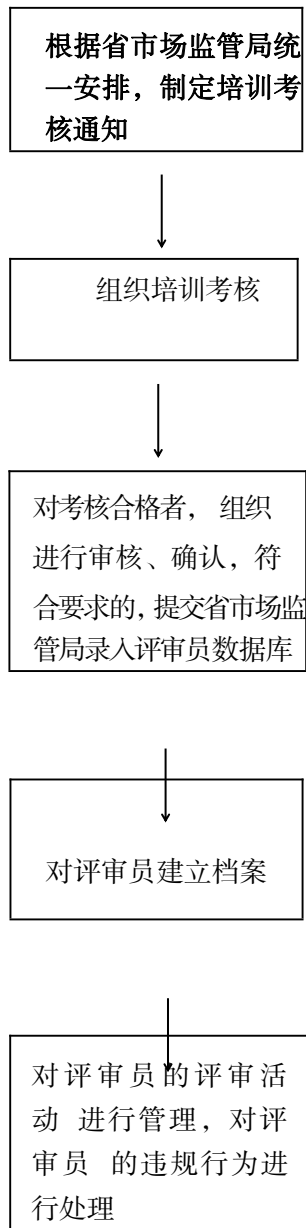 根据省市场监管局统
一安排，制定培训考
核通知
组织培训考核
对考核合格者， 组织
进行审核、确认，符
合要求的，提交省市场监
管局录入评审员数据库
对评审员建立档案
对评审员的评审活
动 进行管理，对评
审员 的违规行为进
行处理